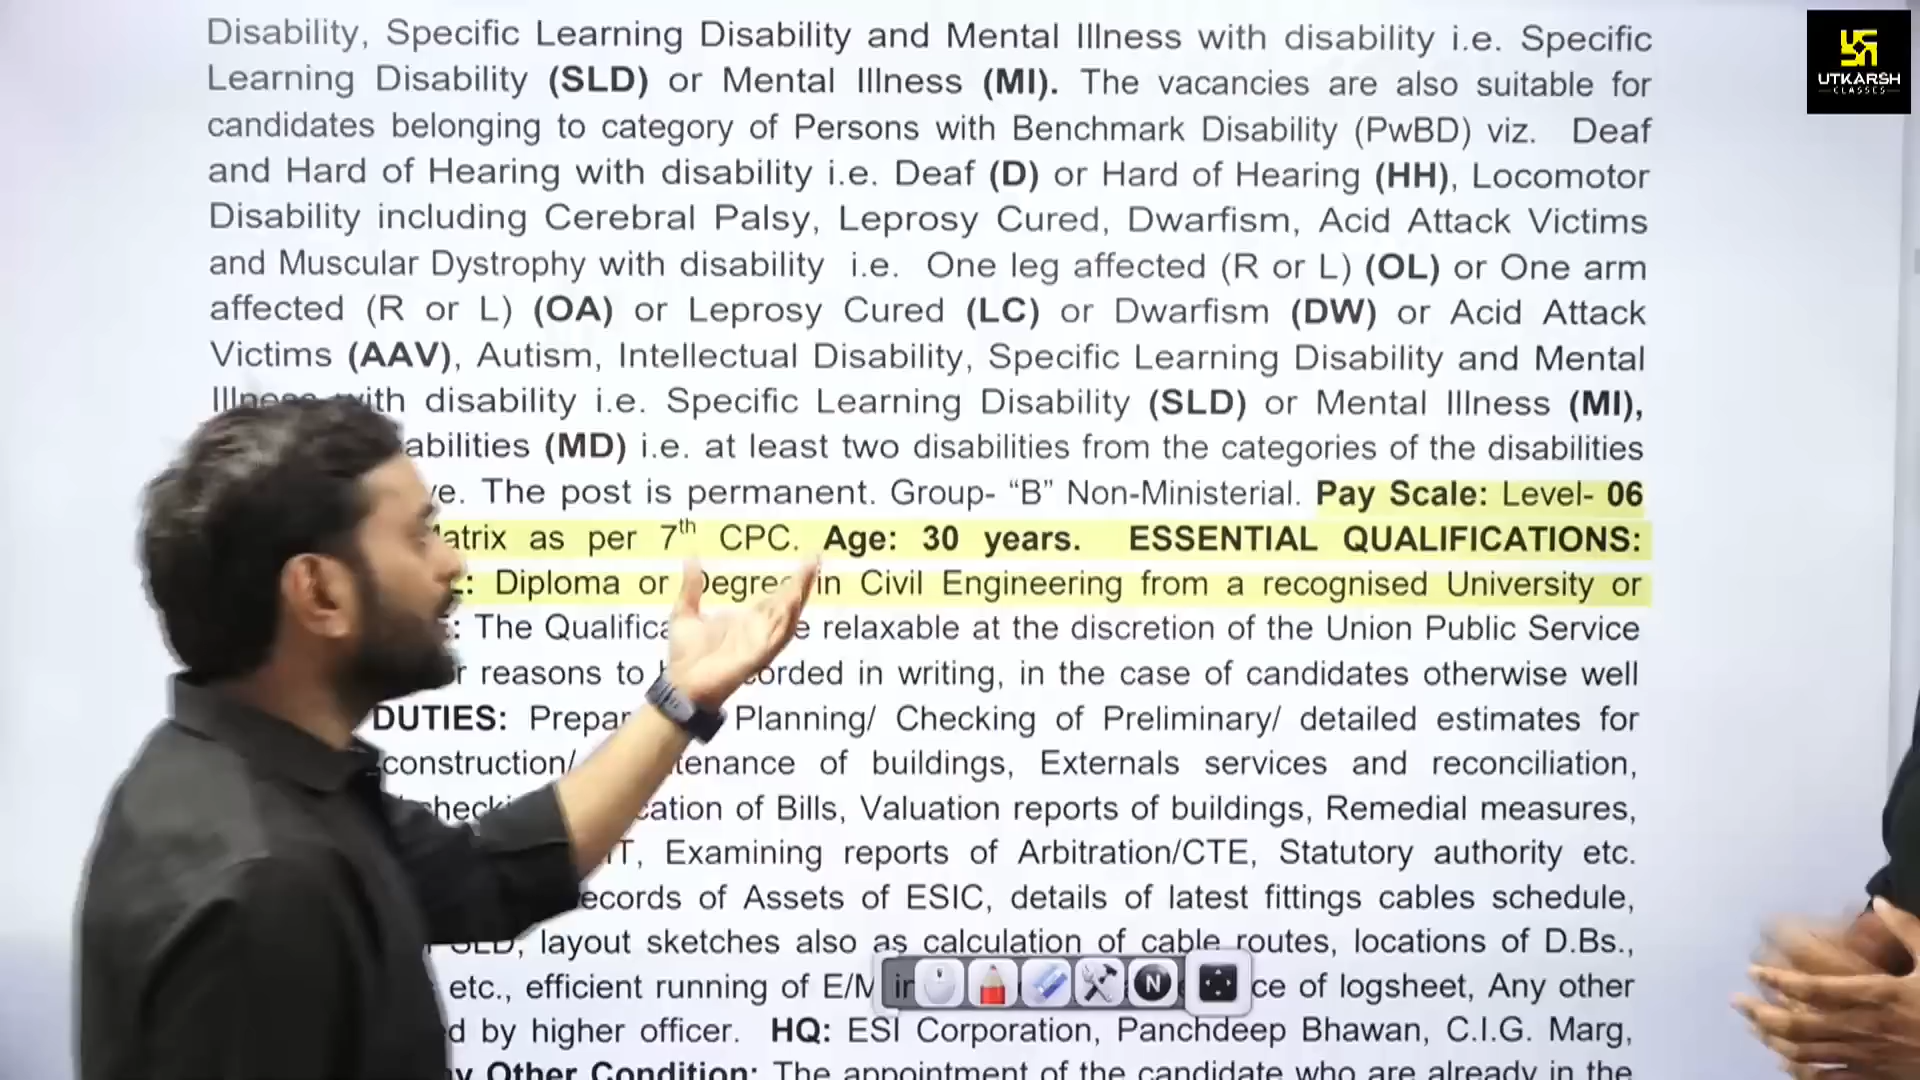 Disability, Specific Learning Disability and Mental Illness with disability i.e. Specific
Learning Disability (SLD) or Mental Illness (MI). The vacancies are also suitable for
candidates belonging to category of Persons with Benchmark Disability (PwBD) viz. Deaf
and Hard of Hearing with disability i.e. Deaf (D) or Hard of Hearing (HH), Locomotor
Disability including Cerebral Palsy, Leprosy Cured, Dwarfism, Acid Attack Victims
and Muscular Dystrophy with disability i.e. One leg affected (R or L) (OL) or One arm
affected (R or L) (OA) or Leprosy Cured (LC) or Dwarfism (DW) or Acid Attack
Victims (AAV), Autism, Intellectual Disability, Specific Learning Disability and Mental
Illness with disability i.e. Specific Learning Disability (SLD) or Mental Illness (MI),
abilities (MD) i.e. at least two disabilities from the categories of the disabilities
ve. The post is permanent. Group- “B” Non-Ministerial. Pay Scale: Level- 06
atrix as per 7th CPC. Age: 30 years. ESSENTIAL QUALIFICATIONS:
: Diploma or Degree in Civil Engineering from a recognised University or
: The Qualifica e relaxable at the discretion of the Union Public Service
r reasons to orded in writing, in the case of candidates otherwise well
DUTIES: Prepar Planning/ Checking of Preliminary/ detailed estimates for
construction/ tenance of buildings, Externals services and reconciliation,
checki cation of Bills, Valuation reports of buildings, Remedial measures,
T, Examining reports of Arbitration/CTE, Statutory authority etc.
ecords of Assets of ESIC, details of latest fittings cables schedule,
SLD, layout sketches also as calculation of cable routes, locations of D.Bs.,
etc., efficient running of E/M in ce of logsheet, Any other
d by higher officer. HQ: ESI Corporation, Panchdeep Bhawan, C.I.G. Marg,
y Other Condition: The appointment of the candidate who are already in the
UTKARSH
CLASSES
N